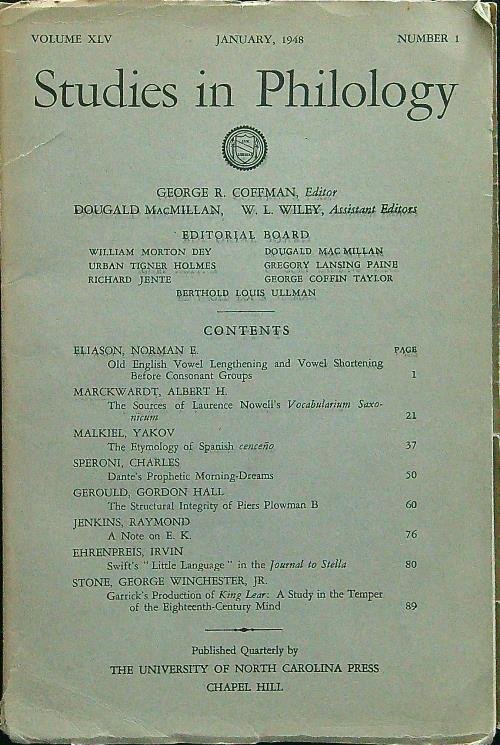 VOLUME XLV JANUARY, 1948 NUMBER 1
Studies in Philology
GEORGE R. COFFMAN, Editor
DOUGALD MACMILLAN, W. L. WILEY, Assistant Editors
EDITORIAL BOARD
WILLIAM MORTON DEY DOUGALD MACMILLAN
URBAN TIGNER HOLMES GREGORY LANSING PAINE
RICHARD JENTE GEORGE COFFIN TAYLOR
BERTHOLD LOUIS ULLMAN
CONTENTS
ELIASON, NORMAN E. PAGE
Old English Vowel Lengthening and Vowel Shortening
Before Consonant Groups 1
MARCKWARDT, ALBERT H.
The Sources of Laurence Nowell's Vocabularium Saxo-
nicum 21
MALKIEL, YAKOV
The Etymology of Spanish cenceño 37
SPERONI, CHARLES
Dante's Prophetic Morning-Dreams 50
GEROULD, GORDON HALL
The Structural Integrity of Piers Plowman B 60
JENKINS, RAYMOND
A Note on E. K. 76
EHRENPREIS, IRVIN
Swift's "Little Language" in the Journal to Stella 80
STONE, GEORGE WINCHESTER, JR.
Garrick's Production of King Lear: A Study in the Temper
of the Eighteenth-Century Mind 89
Published Quarterly by
THE UNIVERSITY OF NORTH CAROLINA PRESS
CHAPEL HILL